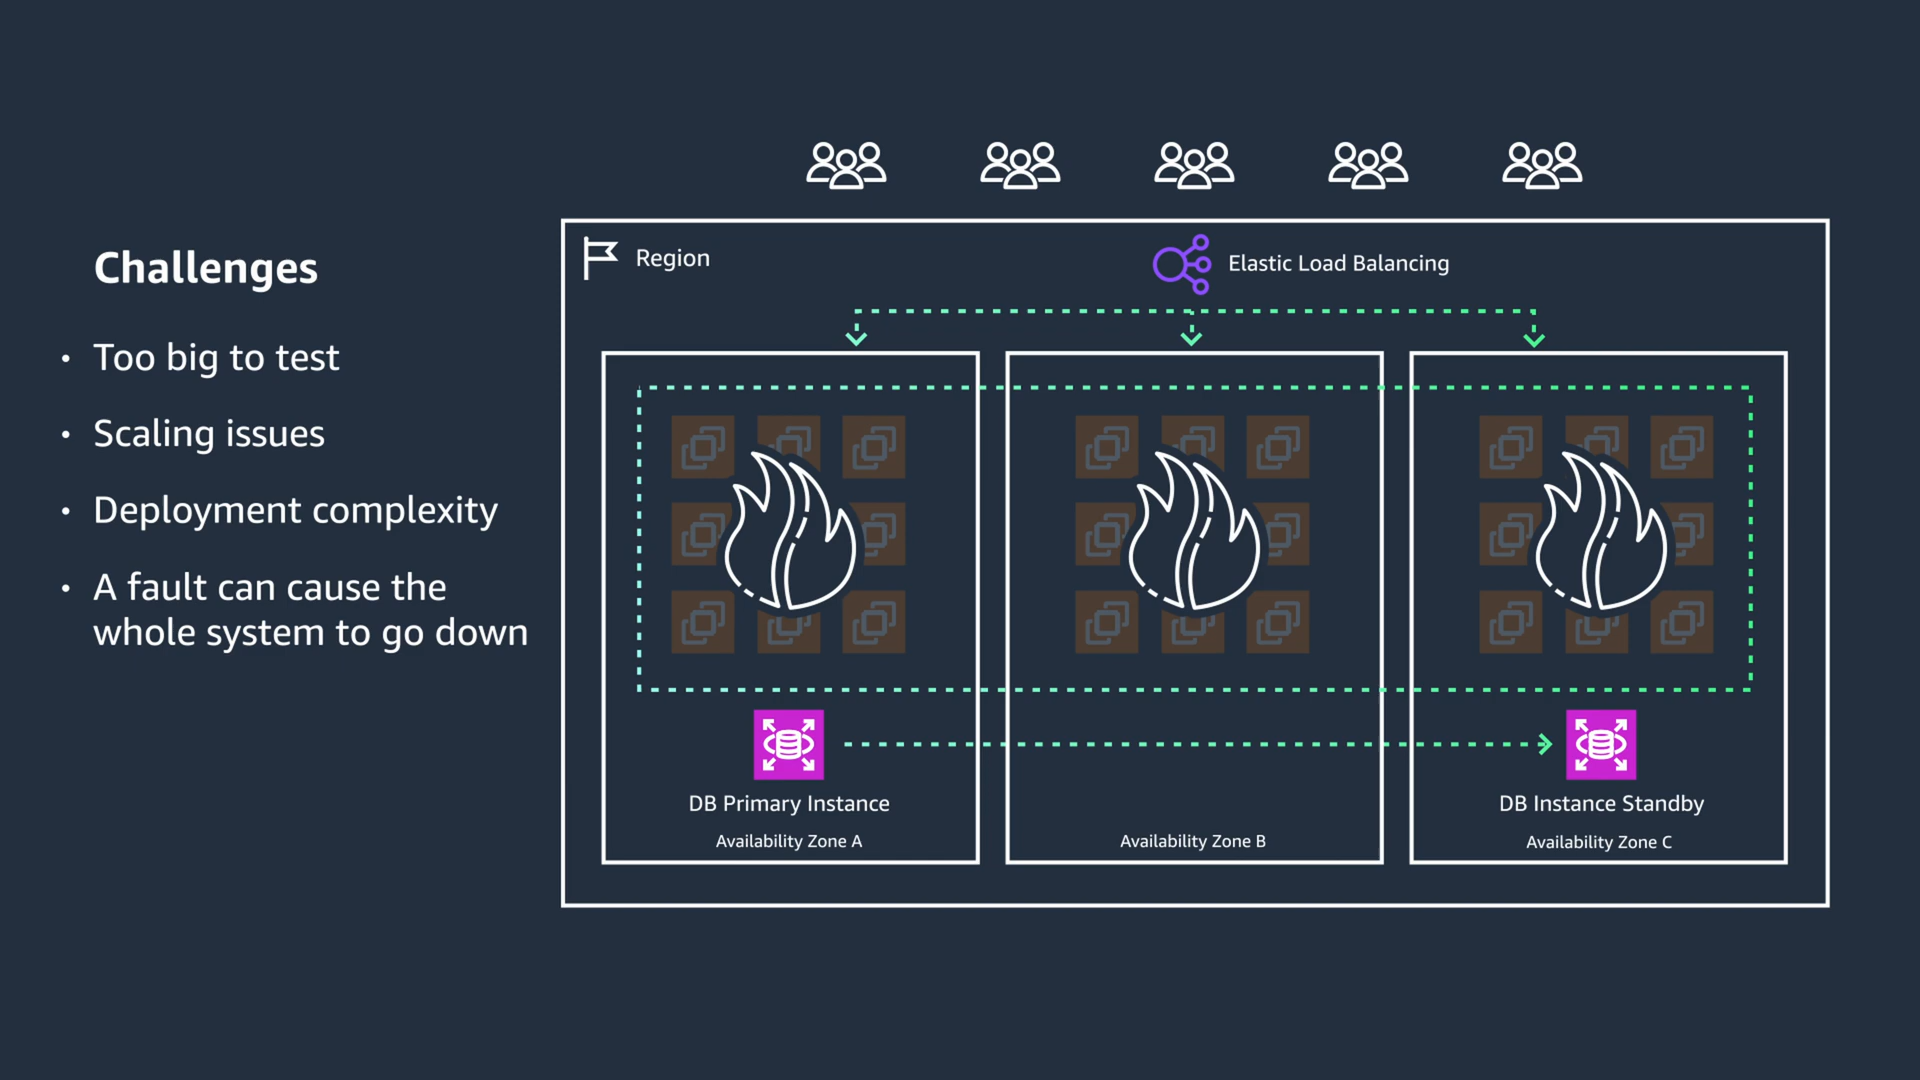 Challenges
• Too big to test
• Scaling issues
• Deployment complexity
• A fault can cause the
whole system to go down
Region
Elastic Load Balancing
DB Primary Instance
Availability Zone A
Availability Zone B
DB Instance Standby
Availability Zone C